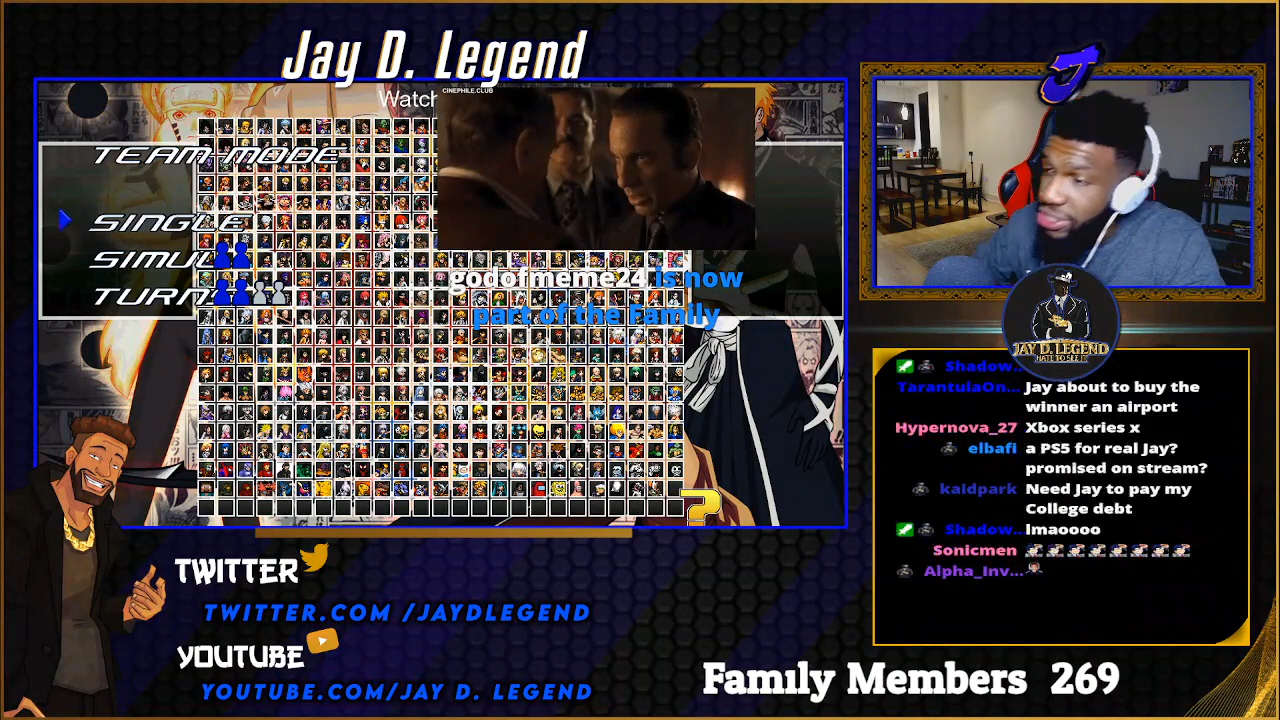 Jay D. Legend
Watch
CINEPHILE.CLUB
TEAM MODE
SINGLE
SIMUL
TURN
godofmeme24 is now
part of the Family
?
J
JAY D. LEGEND
HATE TO SEE IT
Shadow..
TarantulaOn... Jay about to buy the
winner an airport
Hypernova_27 Xbox series x
elbafi a PS5 for real Jay?
promised on stream?
kaidpark Need Jay to pay my
College debt
Shadow.. lmaoooo
Sonicmen
Alpha_Inv...
TWITTER
TWITTER.COM /JAYDLEGEND
YOUTUBE
YOUTUBE.COM/JAY D. LEGEND
Family Members 269